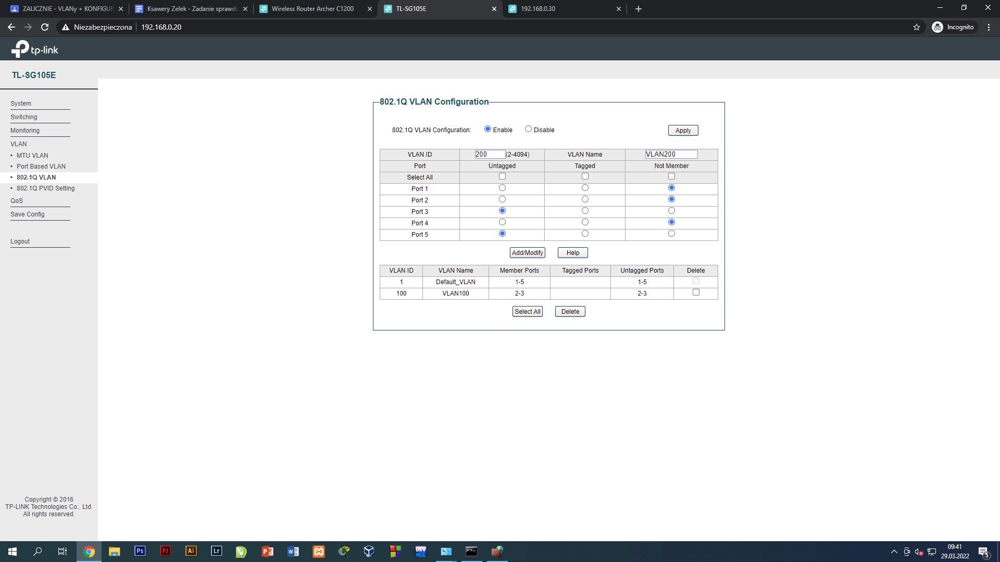 ZALICZNIE - VLANy + KONFIGUR
Ksawery Zelek - Zadanie sprawdz
Wireless Router Archer C1200
TL-SG105E
192.168.0.30
Niezabezpieczona
192.168.0.20
Incognito
tp-link
TL-SG105E
System
Switching
Monitoring
VLAN
MTU VLAN
Port Based VLAN
802.1Q VLAN
802.1Q PVID Setting
QoS
Save Config
Logout
Copyright © 2016
TP-LINK Technologies Co., Ltd.
All rights reserved.
802.1Q VLAN Configuration
802.1Q VLAN Configuration: Enable Disable Apply
VLAN ID 200 (2-4094) VLAN Name VLAN200
Port Untagged Tagged Not Member
Select All
Port 1
Port 2
Port 3
Port 4
Port 5
Add/Modify Help
VLAN ID VLAN Name Member Ports Tagged Ports Untagged Ports Delete
1 Default_VLAN 1-5 1-5
100 VLAN100 2-3 2-3
Select All Delete
Ps Fl Ai Lr
DEV
09:41
29.03.2022
5